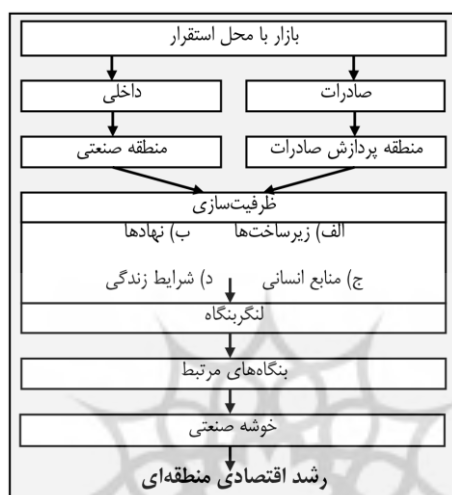 بازار با محل استقرار
صادرات داخلی
منطقه پردازش صادرات منطقه صنعتی
ظرفیت‌سازی
الف) زیرساخت‌ها ب) نهادها
ج) منابع انسانی د) شرایط زندگی
لنگربنگاه
بنگاه‌های مرتبط
خوشه صنعتی
رشد اقتصادی منطقه‌ای